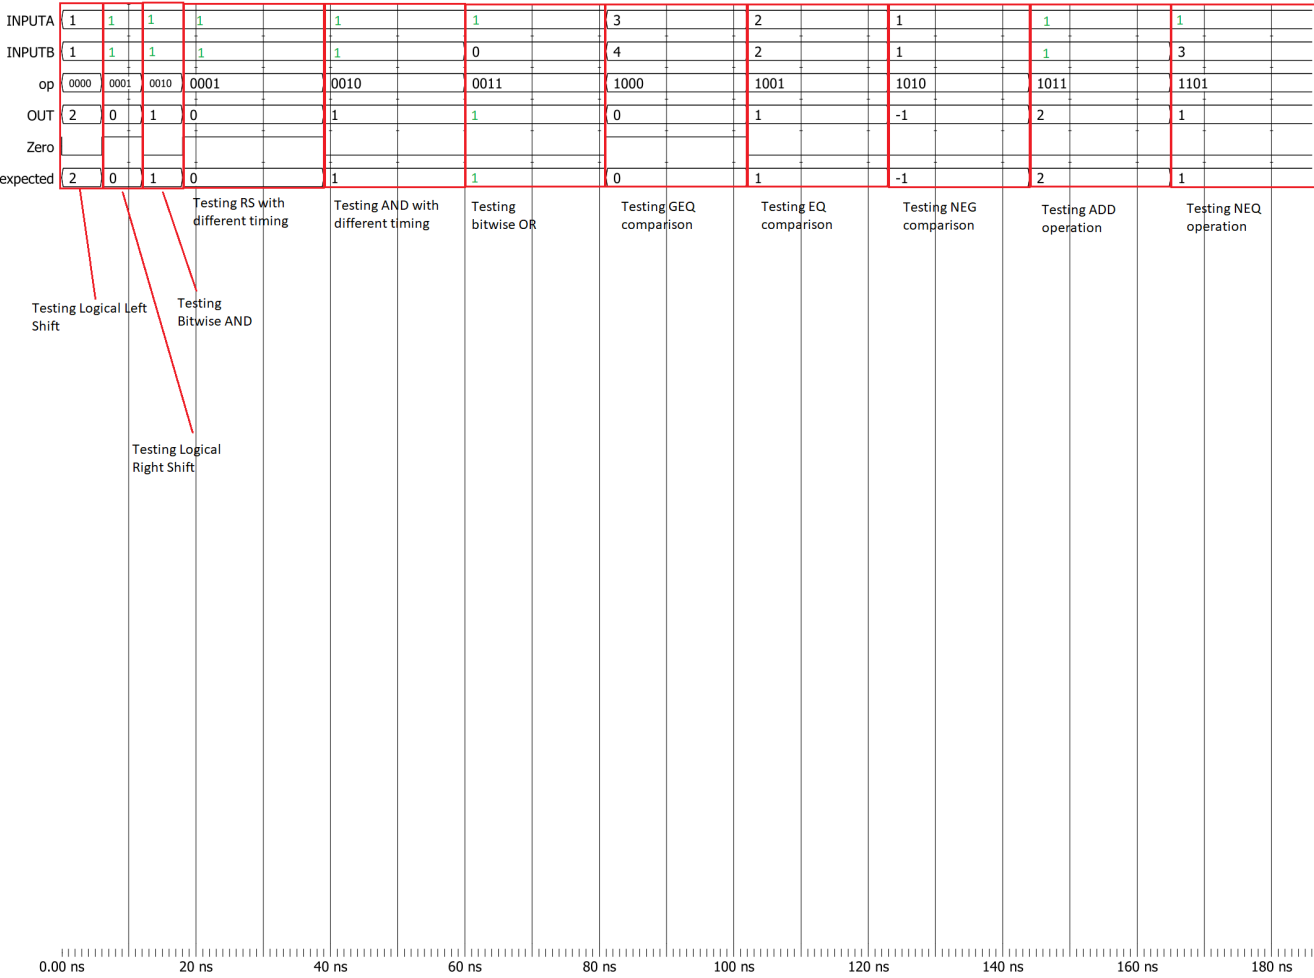 INPUTA 1 1 1 1 1 1 3 2 1 1 1
INPUTB 1 1 1 1 1 0 4 2 1 1 3
op 0000 0001 0010 0001 0010 0011 1000 1001 1010 1011 1101
OUT 2 0 1 0 1 1 0 1 -1 2 1
Zero
expected 2 0 1 0 1 1 0 1 -1 2 1
Testing RS with
different timing
Testing AND with
different timing
Testing
bitwise OR
Testing GEQ
comparison
Testing EQ
comparison
Testing NEG
comparison
Testing ADD
operation
Testing NEQ
operation
Testing Logical Left
Shift
Testing
Bitwise AND
Testing Logical
Right Shift
0.00 ns 20 ns 40 ns 60 ns 80 ns 100 ns 120 ns 140 ns 160 ns 180 ns